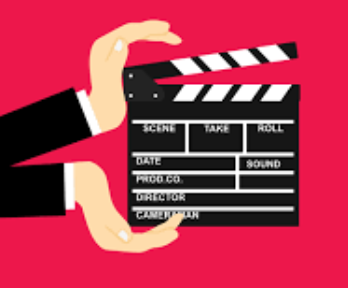 SCENE TAKE ROLL
DATE SOUND
PROD.CO.
DIRECTOR
CAMERAMAN